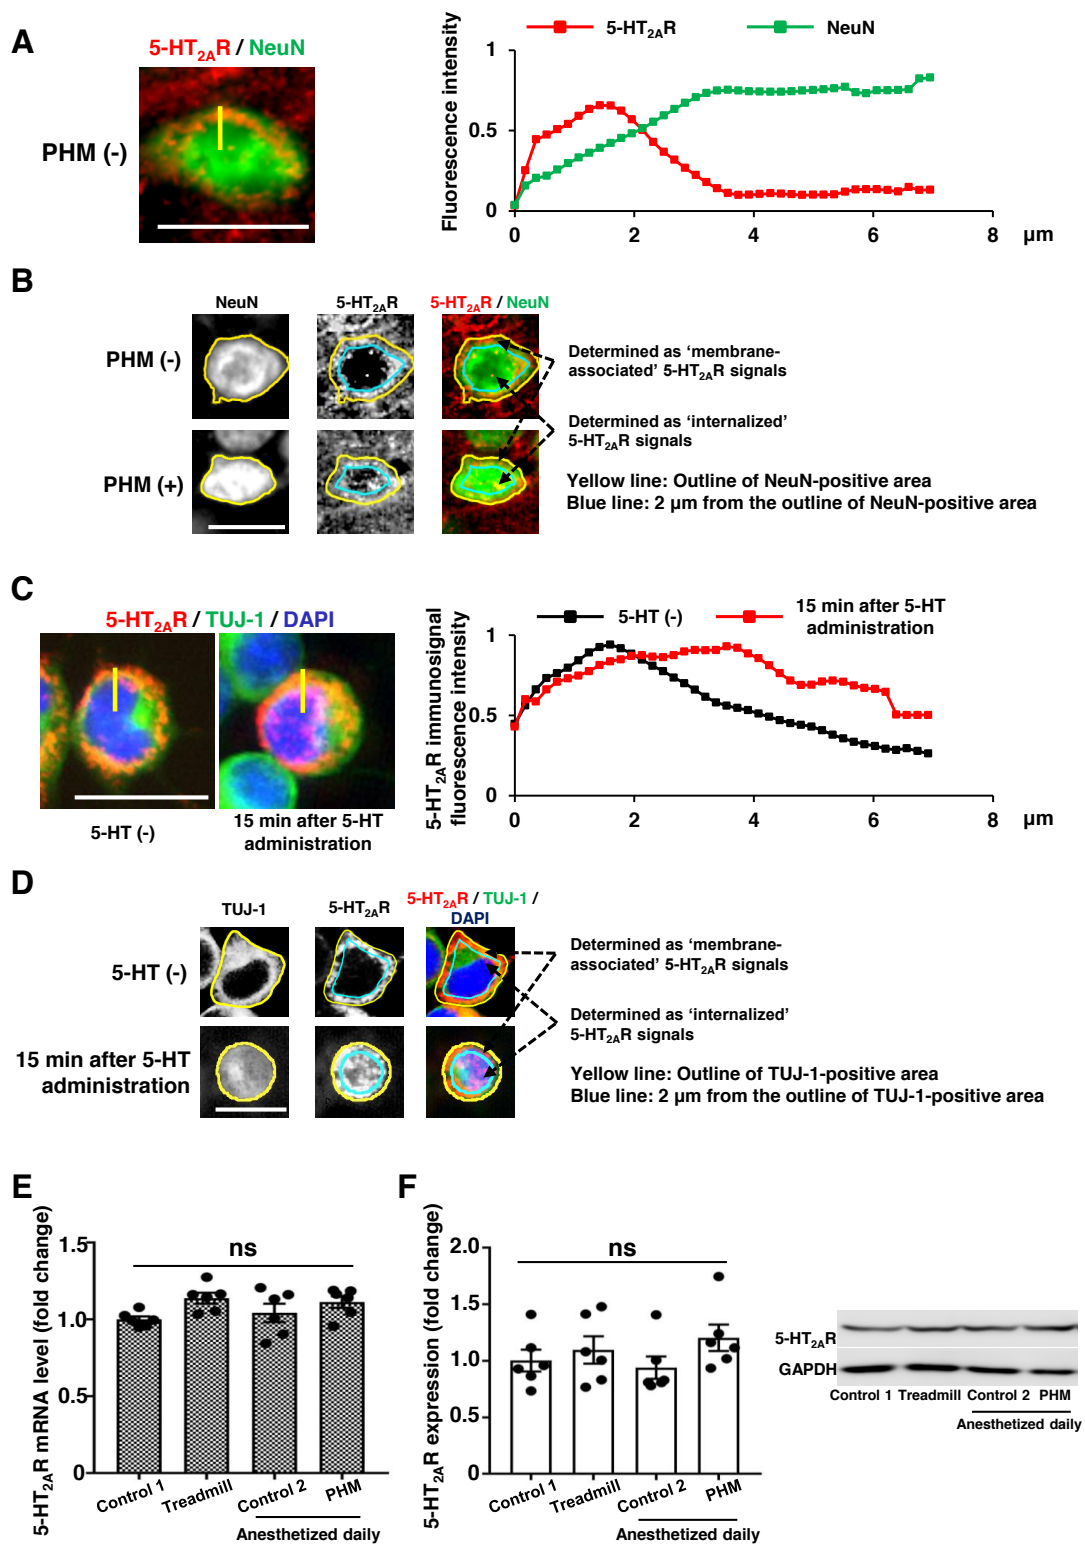 A
5-HT2AR / NeuN
PHM (-)
5-HT2AR
NeuN
Fluorescence intensity
1
0.5
0
0
2
4
6
8
µm
B
NeuN
5-HT2AR
5-HT2AR / NeuN
PHM (-)
PHM (+)
Determined as ‘membrane-
associated’ 5-HT2AR signals
Determined as ‘internalized’
5-HT2AR signals
Yellow line: Outline of NeuN-positive area
Blue line: 2 µm from the outline of NeuN-positive area
C
5-HT2AR / TUJ-1 / DAPI
5-HT (-)
15 min after 5-HT
administration
5-HT (-)
15 min after 5-HT
administration
5-HT2AR immunosignal
fluorescence intensity
1
0.5
0
0
2
4
6
8
µm
D
TUJ-1
5-HT2AR
5-HT2AR / TUJ-1 /
DAPI
5-HT (-)
15 min after 5-HT
administration
Determined as ‘membrane-
associated’ 5-HT2AR signals
Determined as ‘internalized’
5-HT2AR signals
Yellow line: Outline of TUJ-1-positive area
Blue line: 2 µm from the outline of TUJ-1-positive area
E
5-HT2AR mRNA level (fold change)
1.5
1.0
0.5
0
ns
Control 1
Treadmill
Control 2
PHM
Anesthetized daily
F
5-HT2AR expression (fold change)
2.0
1.5
1.0
0.5
0
ns
Control 1
Treadmill
Control 2
PHM
Anesthetized daily
5-HT2AR
GAPDH
Control 1 Treadmill Control 2 PHM
Anesthetized daily